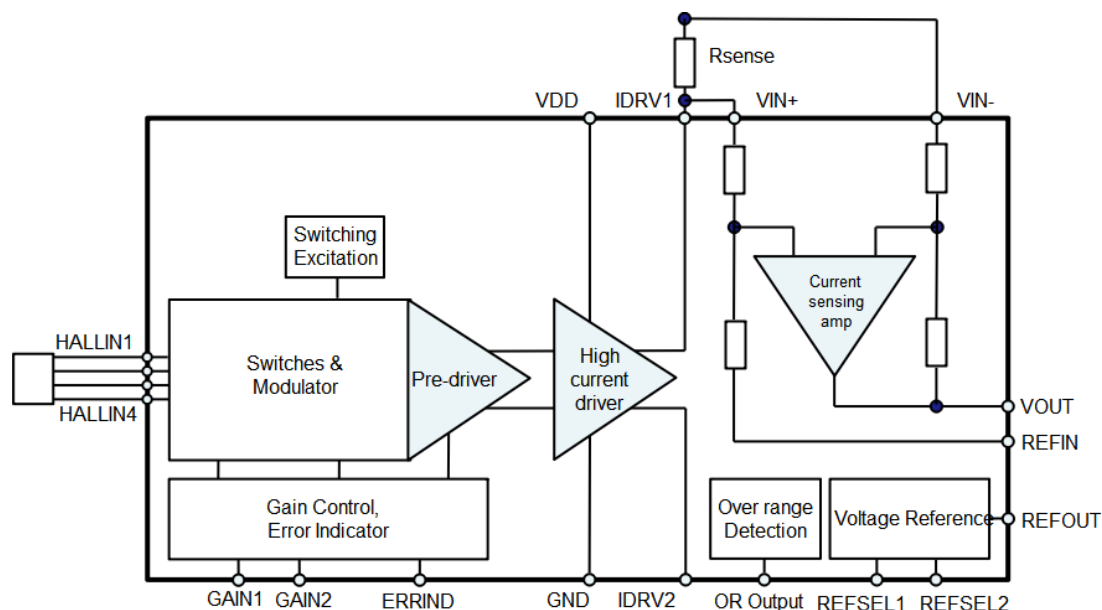 Rsense
VDD
IDRV1
VIN+
VIN-
Switching
Excitation
Current
sensing
amp
HALLIN1
HALLIN4
Switches &
Modulator
Pre-driver
High
current
driver
VOUT
REFIN
Gain Control,
Error Indicator
Over range
Detection
Voltage Reference
REFOUT
GAIN1
GAIN2
ERRIND
GND
IDRV2
OR Output
REFSEL1
REFSEL2